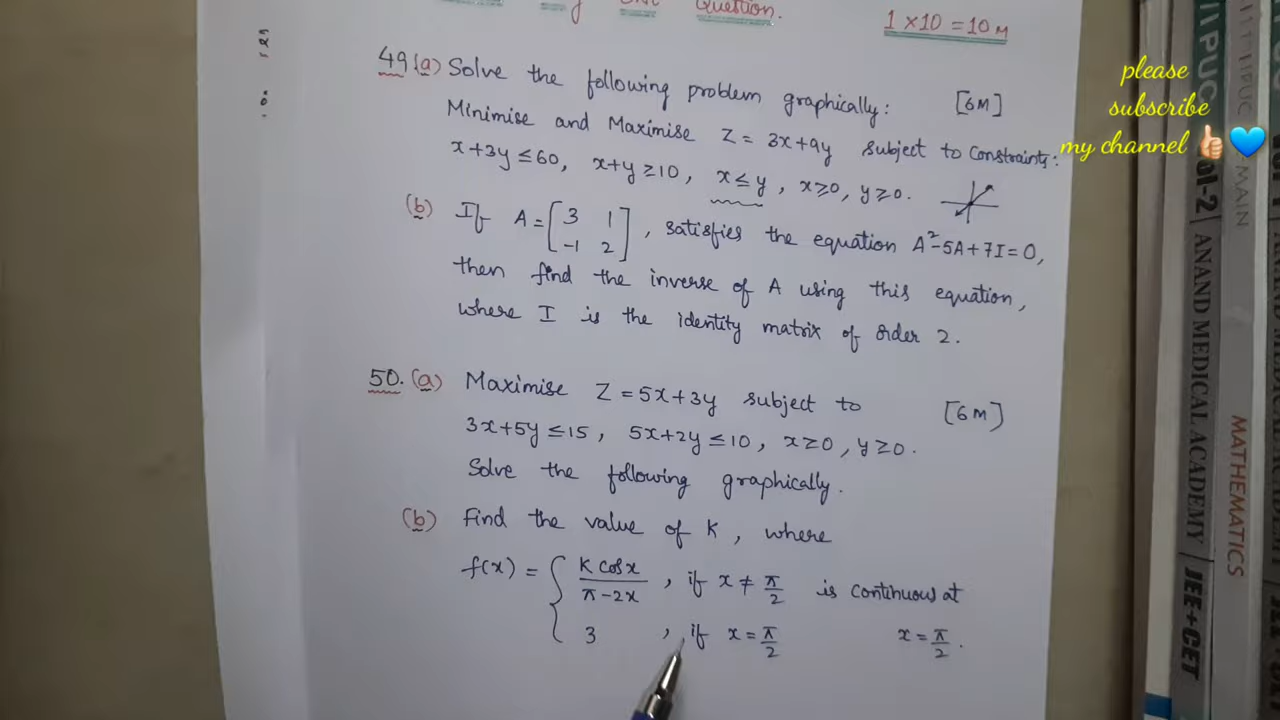 Question.
1 × 10 = 10 M
49 (a) Solve the following problem graphically: [6M]
Minimise and Maximise Z = 3x+9y subject to Constraints:
x+3y ≤ 60, x+y ≥ 10, x ≤ y, x ≥ 0, y ≥ 0.
(b) If A = [3 1
-1 2], satisfies the equation A²-5A+7I=0,
then find the inverse of A using this equation,
where I is the identity matrix of order 2.
50. (a) Maximise Z = 5x+3y subject to [6M]
3x+5y ≤ 15, 5x+2y ≤ 10, x ≥ 0, y ≥ 0.
Solve the following graphically.
(b) Find the value of K, where
f(x) = { K cosx / π-2x , if x ≠ π/2 is continuous at
3 , if x = π/2 x = π/2.
please
subscribe
my channel 👍🏻💙
PUC
MAIN
ol-2
ANAND MEDICAL ACADEMY
MATHEMATICS
JEE+CET